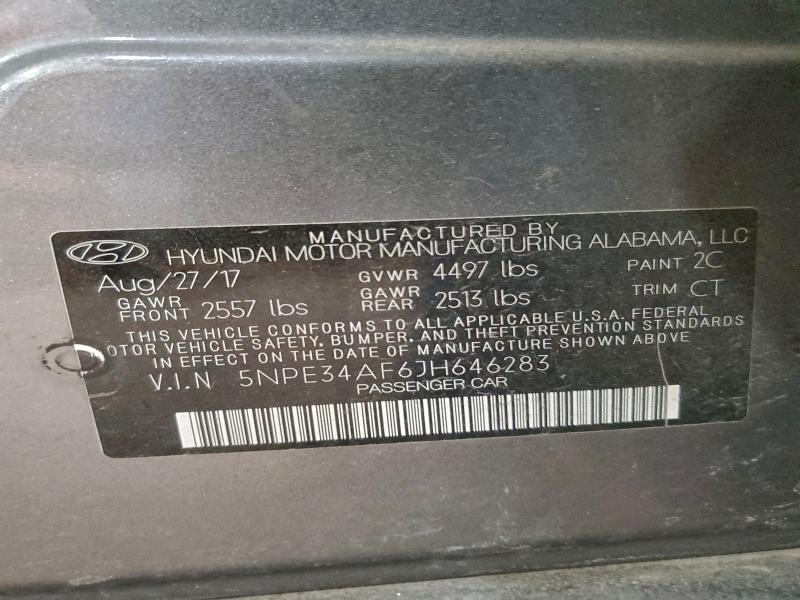 MANUFACTURED BY
HYUNDAI MOTOR MANUFACTURING ALABAMA, LLC
Aug/27/17 GVWR 4497 lbs PAINT 2C
GAWR FRONT 2557 lbs GAWR REAR 2513 lbs TRIM CT
THIS VEHICLE CONFORMS TO ALL APPLICABLE U.S.A. FEDERAL
OTOR VEHICLE SAFETY, BUMPER, AND THEFT PREVENTION STANDARDS
IN EFFECT ON THE DATE OF MANUFACTURE SHOWN ABOVE
V.I.N 5NPE34AF6JH646283
PASSENGER CAR